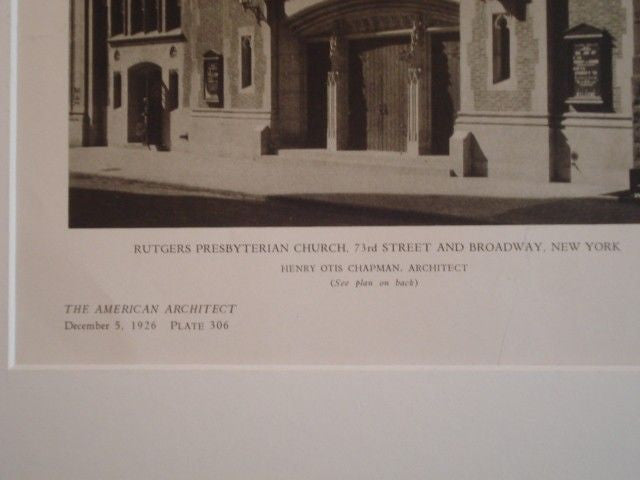 RUTGERS PRESBYTERIAN CHURCH, 73rd STREET AND BROADWAY, NEW YORK
HENRY OTIS CHAPMAN, ARCHITECT
(See plan on back)
THE AMERICAN ARCHITECT
December 5, 1926 PLATE 306